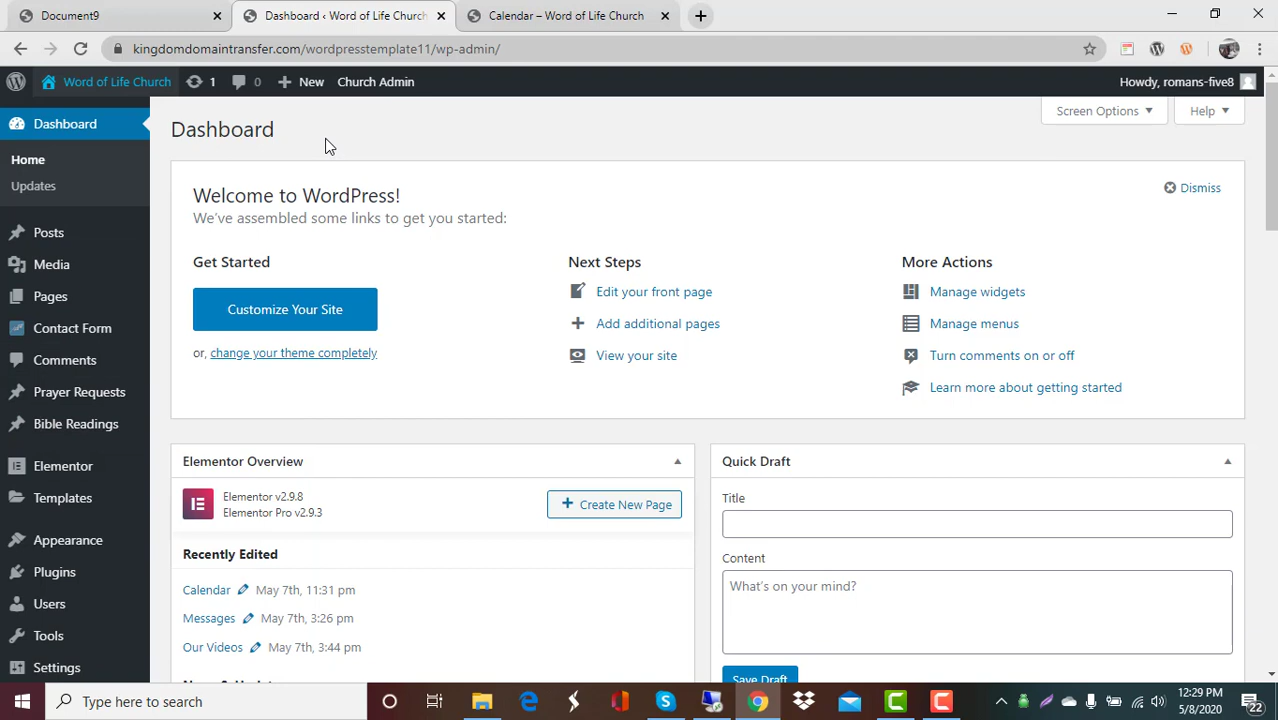 Document9
Dashboard ‹ Word of Life Church
Calendar – Word of Life Church
kingdomdomaintransfer.com/wordpresstemplate11/wp-admin/
Word of Life Church
1
0
New
Church Admin
Howdy, romans-five8
Dashboard
Home
Updates
Posts
Media
Pages
Contact Form
Comments
Prayer Requests
Bible Readings
Elementor
Templates
Appearance
Plugins
Users
Tools
Settings
Dashboard
Screen Options
Help
Welcome to WordPress!
Dismiss
We've assembled some links to get you started:
Get Started
Customize Your Site
or, change your theme completely
Next Steps
Edit your front page
Add additional pages
View your site
More Actions
Manage widgets
Manage menus
Turn comments on or off
Learn more about getting started
Elementor Overview
Elementor v2.9.8
Elementor Pro v2.9.3
Create New Page
Recently Edited
Calendar May 7th, 11:31 pm
Messages May 7th, 3:26 pm
Our Videos May 7th, 3:44 pm
Quick Draft
Title
Content
What's on your mind?
Save Draft
Type here to search
12:29 PM
5/8/2020
22